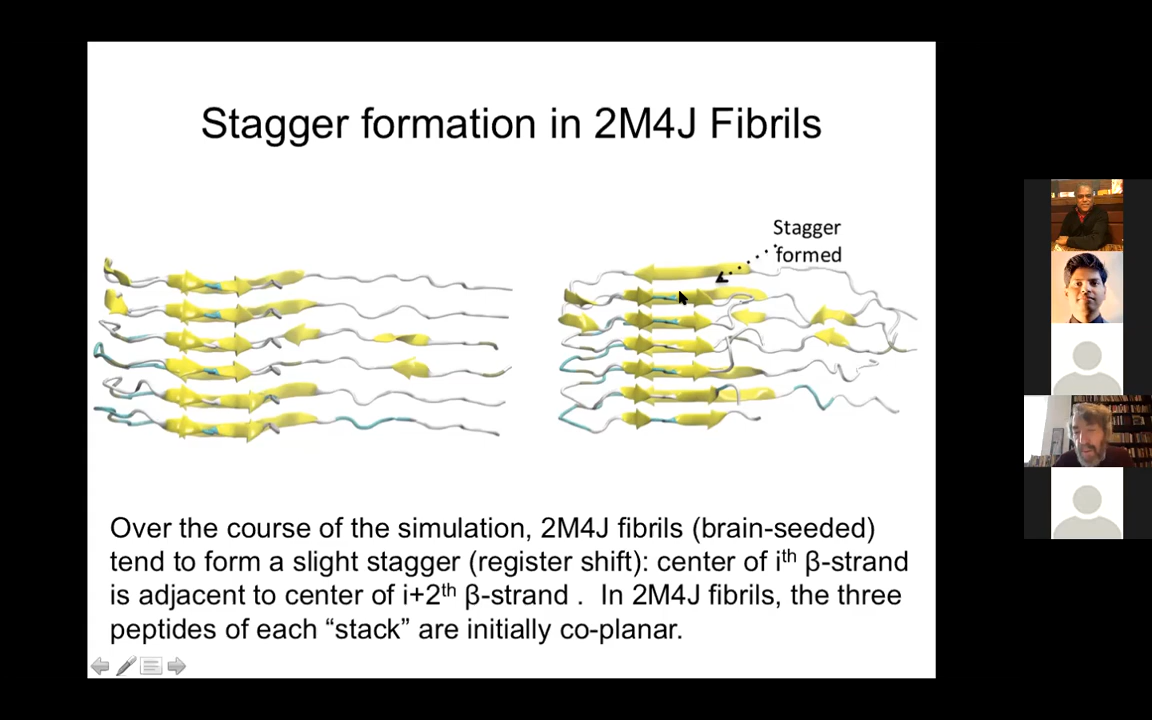 Stagger formation in 2M4J Fibrils
Stagger
formed
Over the course of the simulation, 2M4J fibrils (brain-seeded)
tend to form a slight stagger (register shift): center of iᵗʰ β-strand
is adjacent to center of i+2ᵗʰ β-strand . In 2M4J fibrils, the three
peptides of each “stack” are initially co-planar.